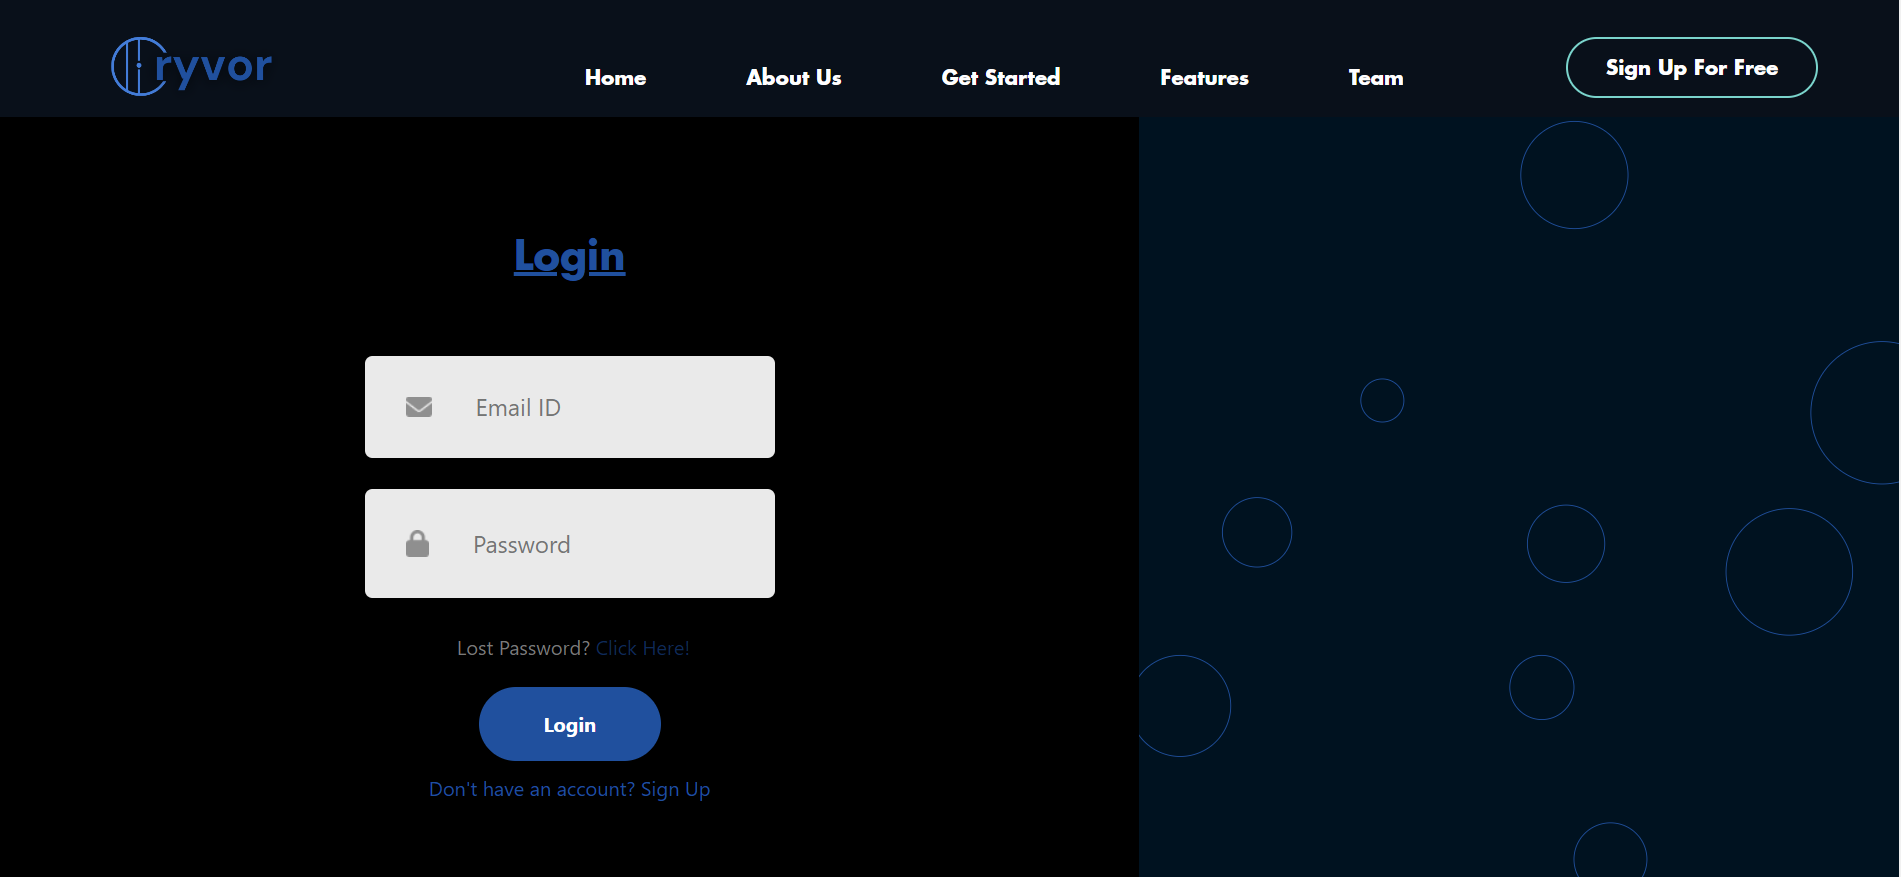 ryvor
Home About Us Get Started Features Team Sign Up For Free
Login
Email ID
Password
Lost Password? Click Here!
Login
Don't have an account? Sign Up